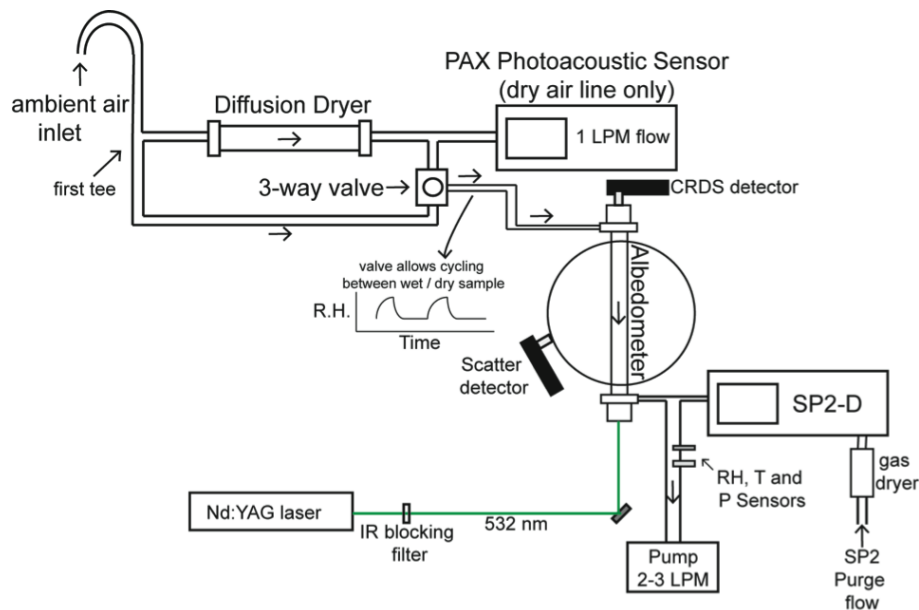 ambient air
inlet
first tee
Diffusion Dryer
3-way valve
PAX Photoacoustic Sensor
(dry air line only)
1 LPM flow
CRDS detector
valve allows cycling
between wet / dry sample
R.H.
Time
Albedometer
Scatter
detector
SP2-D
RH, T and
P Sensors
gas
dryer
Nd:YAG laser
IR blocking
filter
532 nm
Pump
2-3 LPM
SP2
Purge
flow